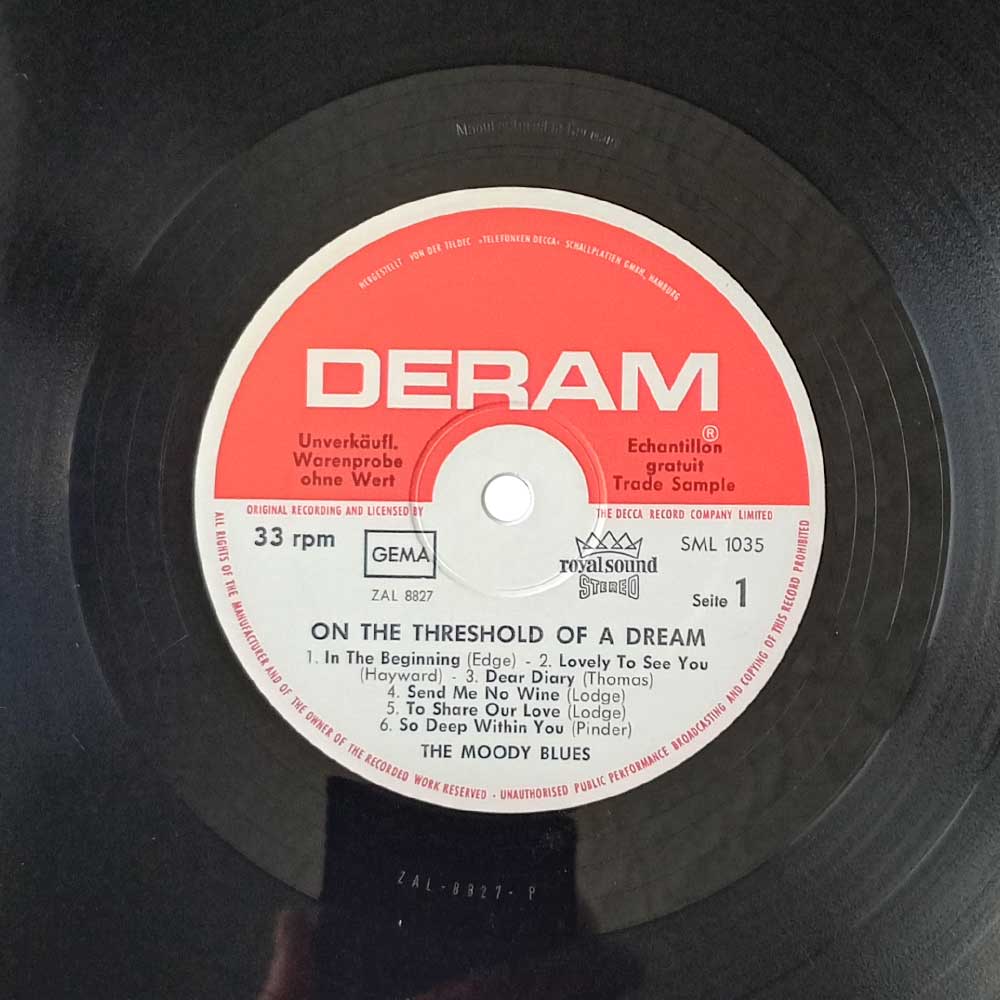 Manufactured in Germany
HERGESTELLT VON DER TELDEC »TELEFUNKEN DECCA« SCHALLPLATTEN GMBH, HAMBURG
DERAM
®
Unverkäufl.
Warenprobe
ohne Wert
Echantillon
gratuit
Trade Sample
ORIGINAL RECORDING AND LICENSED BY THE DECCA RECORD COMPANY LIMITED
33 rpm
GEMA
ZAL 8827
royalsound
STEREO
SML 1035
Seite 1
ON THE THRESHOLD OF A DREAM
1. In The Beginning (Edge) - 2. Lovely To See You
(Hayward) - 3. Dear Diary (Thomas)
4. Send Me No Wine (Lodge)
5. To Share Our Love (Lodge)
6. So Deep Within You (Pinder)
THE MOODY BLUES
ALL RIGHTS OF THE MANUFACTURER AND OF THE OWNER OF THE RECORDED WORK RESERVED · UNAUTHORISED PUBLIC PERFORMANCE BROADCASTING AND COPYING OF THIS RECORD PROHIBITED
ZAL-8827-P